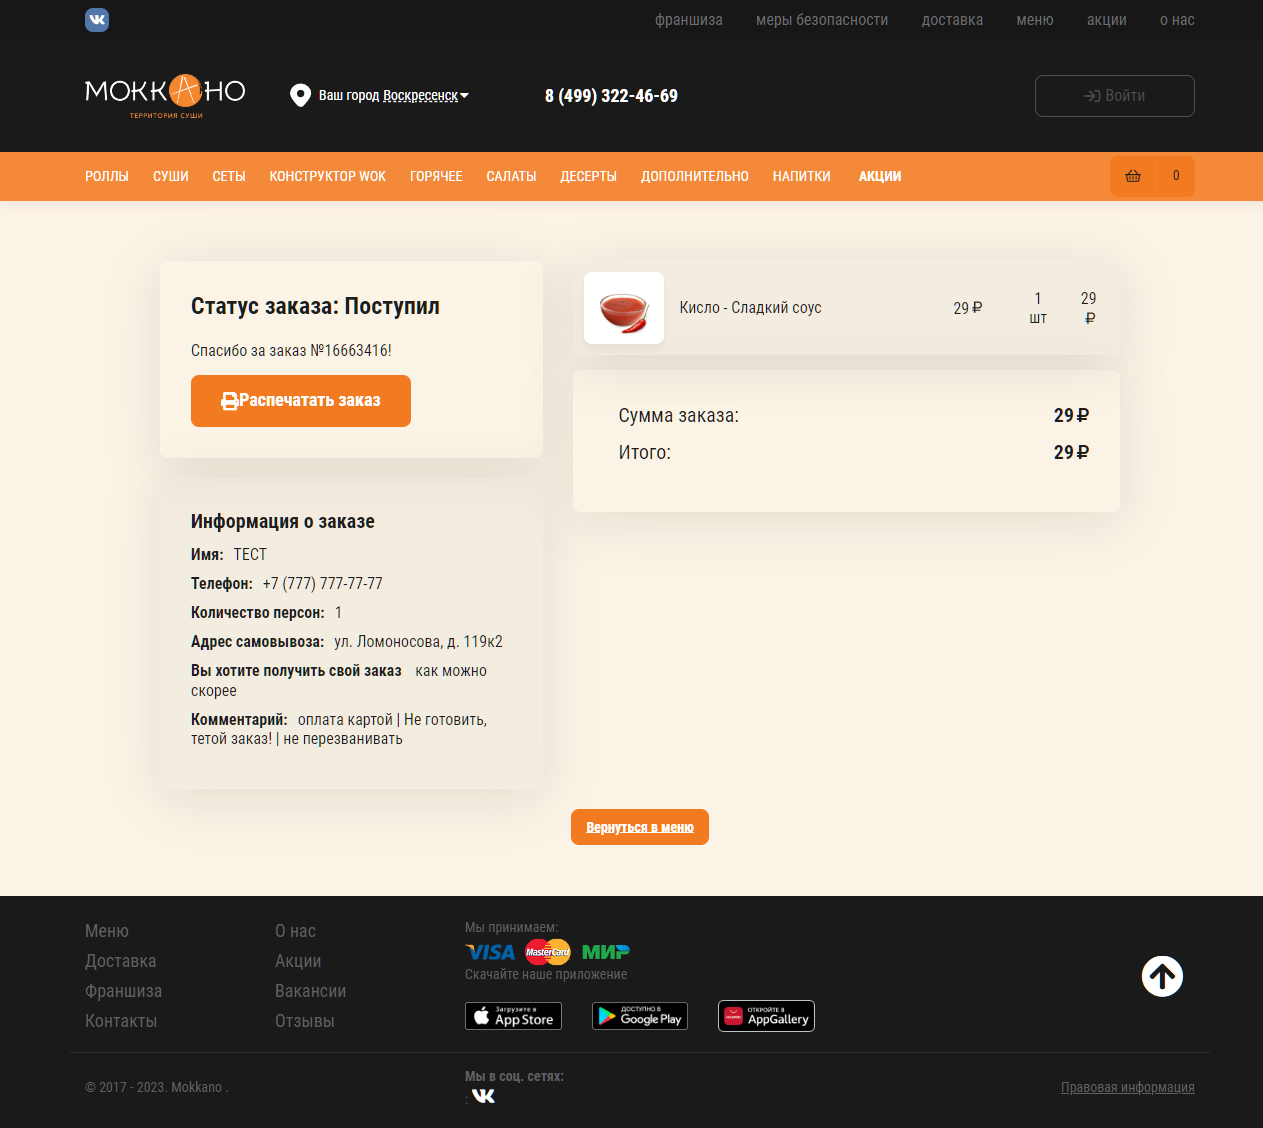 франшиза меры безопасности доставка меню акции о нас
МОККАНО
ТЕРРИТОРИЯ СУШИ
Ваш город Воскресенск
8 (499) 322-46-69
Войти
РОЛЛЫ СУШИ СЕТЫ КОНСТРУКТОР WOK ГОРЯЧЕЕ САЛАТЫ ДЕСЕРТЫ ДОПОЛНИТЕЛЬНО НАПИТКИ АКЦИИ 0
Статус заказа: Поступил
Спасибо за заказ №16663416!
Распечатать заказ
Информация о заказе
Имя: ТЕСТ
Телефон: +7 (777) 777-77-77
Количество персон: 1
Адрес самовывоза: ул. Ломоносова, д. 119к2
Вы хотите получить свой заказ как можно
скорее
Комментарий: оплата картой | Не готовить,
тетой заказ! | не перезванивать
Кисло - Сладкий соус 29 ₽ 1 шт 29 ₽
Сумма заказа: 29 ₽
Итого: 29 ₽
Вернуться в меню
Меню
Доставка
Франшиза
Контакты
О нас
Акции
Вакансии
Отзывы
Мы принимаем:
VISA MasterCard МИР
Скачайте наше приложение
Загрузите в App Store
ДОСТУПНО В Google Play
ОТКРОЙТЕ В AppGallery
© 2017 - 2023. Mokkano .
Мы в соц. сетях:
:
Правовая информация